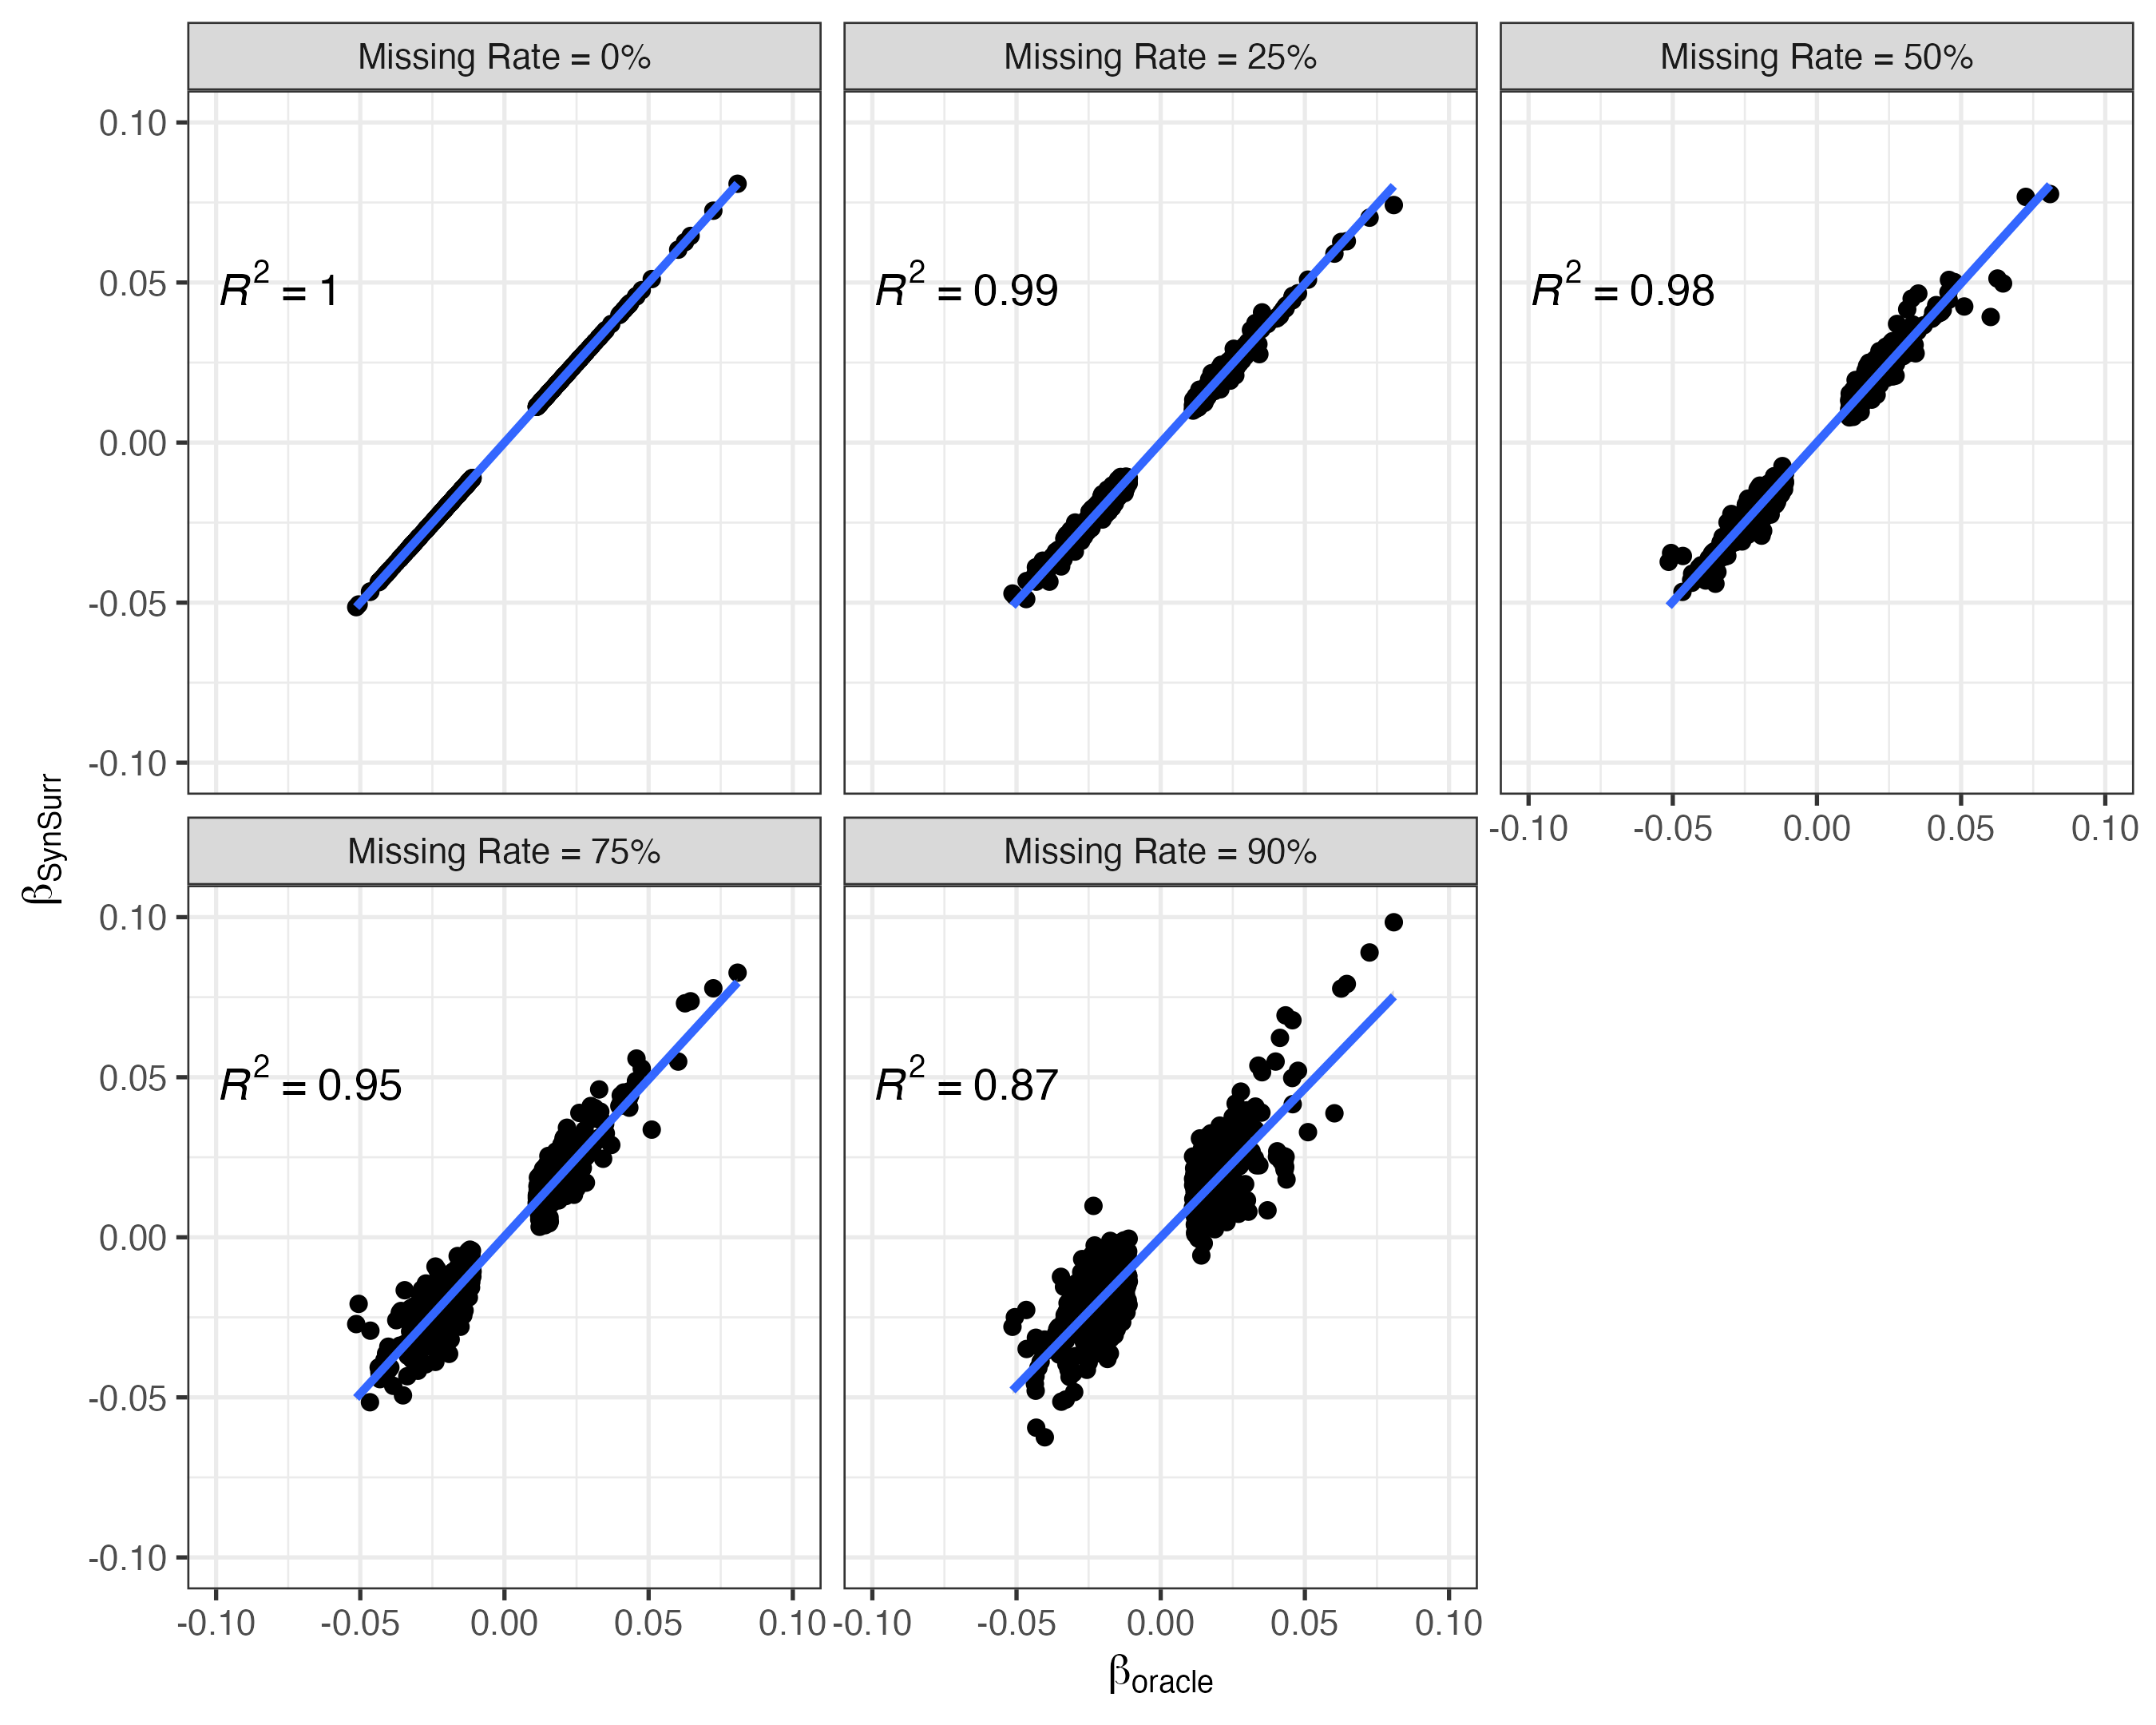 Missing Rate = 0%
Missing Rate = 25%
Missing Rate = 50%
0.10
0.05
0.00
-0.05
-0.10
R² = 1
R² = 0.99
R² = 0.98
-0.10 -0.05 0.00 0.05 0.10
Missing Rate = 75%
Missing Rate = 90%
0.10
0.05
0.00
-0.05
-0.10
R² = 0.95
R² = 0.87
-0.10 -0.05 0.00 0.05 0.10
-0.10 -0.05 0.00 0.05 0.10
βSynSurr
βoracle